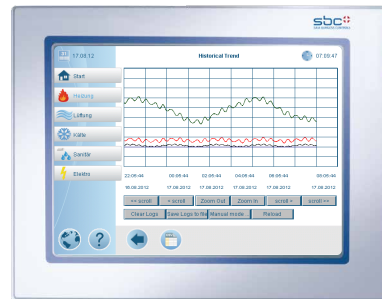 sbc
SAIA BURGESS CONTROLS
17.08.12
Historical Trend
07:09:47
Start
Heizung
Lüftung
Kälte
Sanitär
Elektro
22:05:44 00:05:44 02:05:44 04:05:44 06:05:44 08:05:44
16.08.2012 17.08.2012 17.08.2012 17.08.2012 17.08.2012 17.08.2012
<< scroll < scroll Zoom Out Zoom In scroll > scroll >>
Clear Logs Save Logs to file Manual mode ... Reload
?